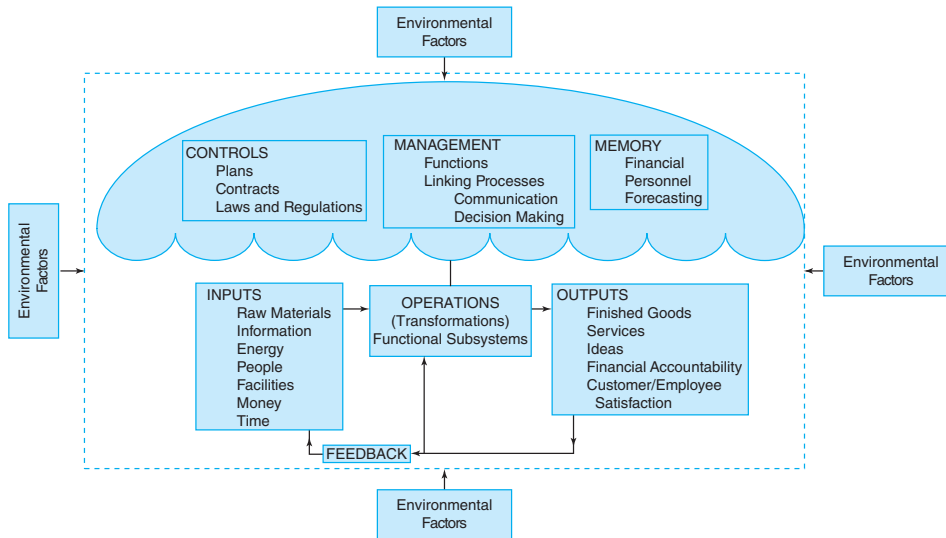 Environmental
Factors
CONTROLS
Plans
Contracts
Laws and Regulations
MANAGEMENT
Functions
Linking Processes
Communication
Decision Making
MEMORY
Financial
Personnel
Forecasting
Environmental
Factors
Environmental
Factors
INPUTS
Raw Materials
Information
Energy
People
Facilities
Money
Time
OPERATIONS
(Transformations)
Functional Subsystems
OUTPUTS
Finished Goods
Services
Ideas
Financial Accountability
Customer/Employee
Satisfaction
FEEDBACK
Environmental
Factors